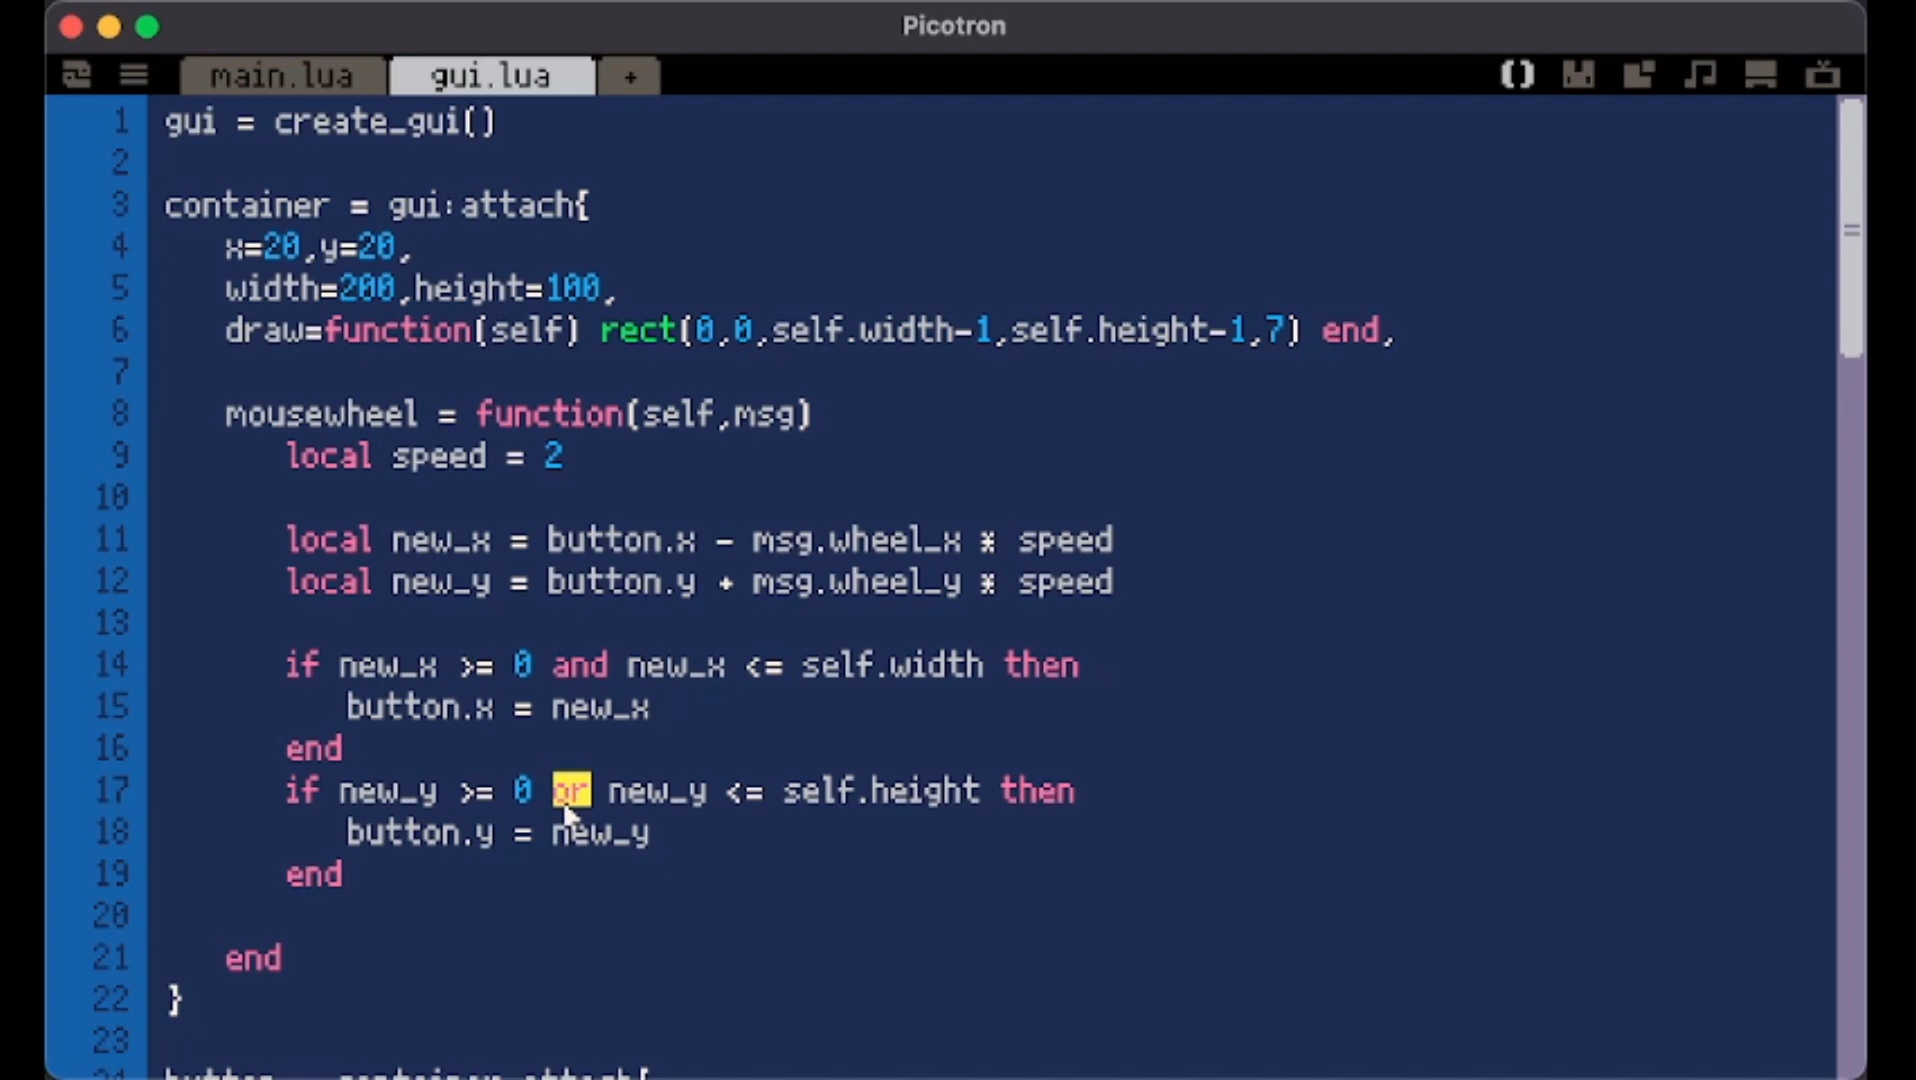 Picotron
main.lua gui.lua +
1 gui = create_gui()
2
3 container = gui:attach{
4 x=20,y=20,
5 width=200,height=100,
6 draw=function(self) rect(0,0,self.width-1,self.height-1,7) end,
7
8 mousewheel = function(self,msg)
9 local speed = 2
10
11 local new_x = button.x - msg.wheel_x * speed
12 local new_y = button.y + msg.wheel_y * speed
13
14 if new_x >= 0 and new_x <= self.width then
15 button.x = new_x
16 end
17 if new_y >= 0 or new_y <= self.height then
18 button.y = new_y
19 end
20
21 end
22 }
23